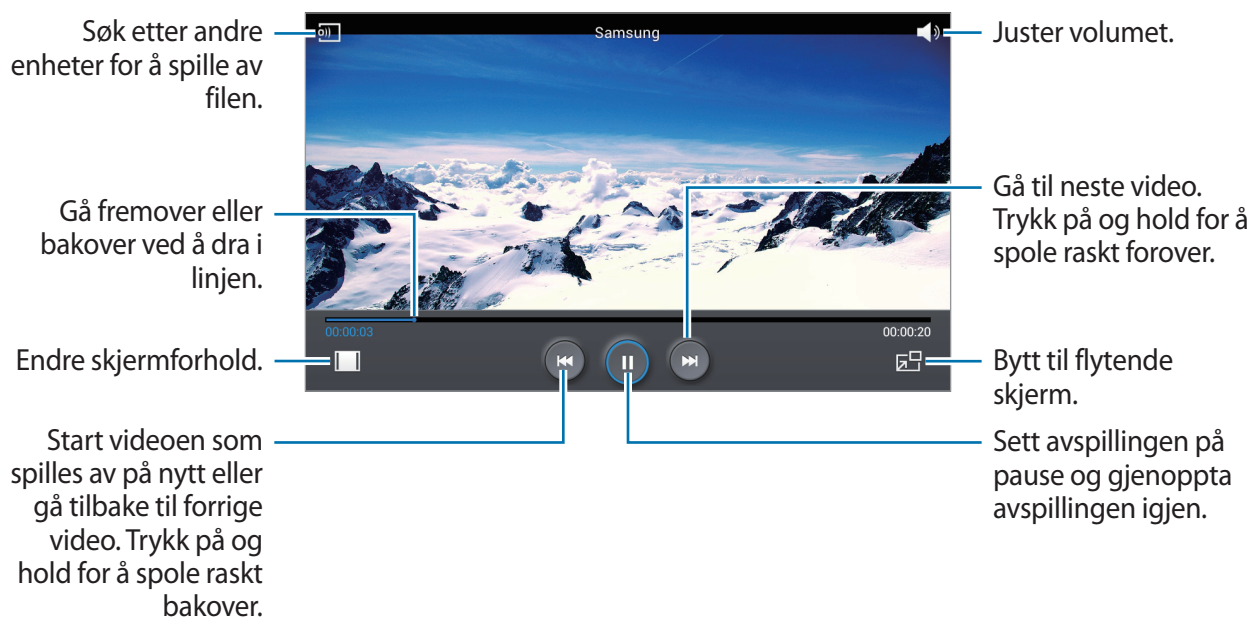 Søk etter andre
enheter for å spille av
filen.
Samsung
Juster volumet.
Gå fremover eller
bakover ved å dra i
linjen.
Gå til neste video.
Trykk på og hold for å
spole raskt forover.
00:00:03
00:00:20
Endre skjermforhold.
Bytt til flytende
skjerm.
Start videoen som
spilles av på nytt eller
gå tilbake til forrige
video. Trykk på og
hold for å spole raskt
bakover.
Sett avspillingen på
pause og gjenoppta
avspillingen igjen.